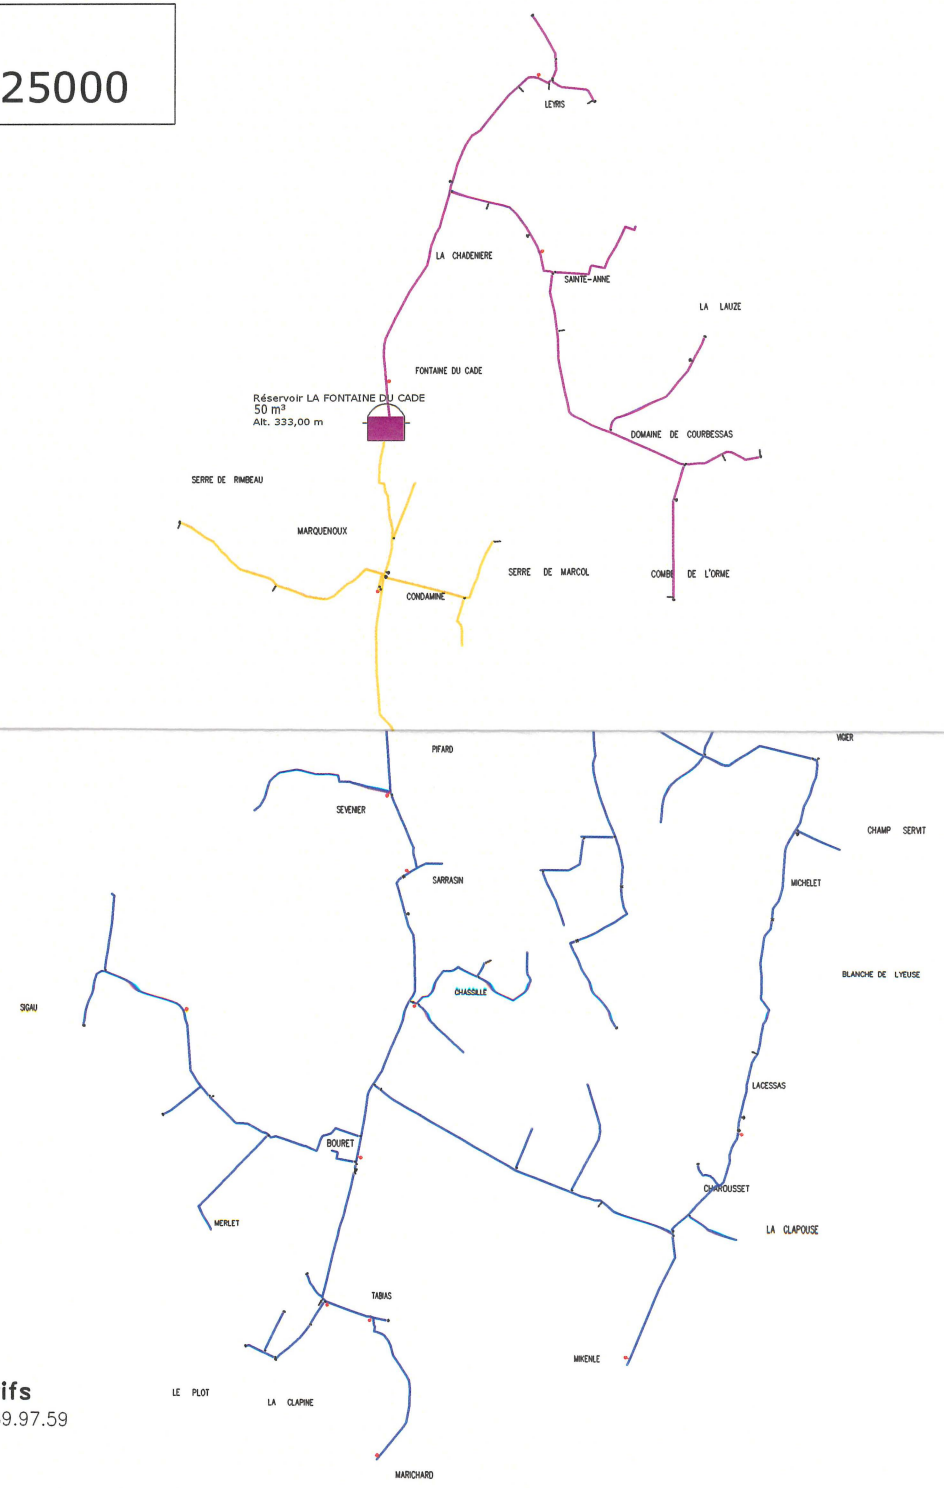 25000
LEYRIS
LA CHADENIERE
SAINTE-ANNE
LA LAUZE
FONTAINE DU CADE
Réservoir LA FONTAINE DU CADE
50 m³
Alt. 333,00 m
DOMAINE DE COURBESSAS
SERRE DE RIMBEAU
MARQUENOUX
SERRE DE MARCOL
COMBE DE L'ORME
CONDAMINE
PIFARD
VIGIER
SEVENIER
CHAMP SERVIT
SARRASIN
MICHELET
BLANCHE DE LYEUSE
CHASSILLE
SIGAU
LACESSAS
BOURET
CHAROUSSET
MERLET
LA CLAPOUSE
TABIAS
MIKENLE
ifs
9.97.59
LE PLOT
LA CLAPINE
MARICHARD